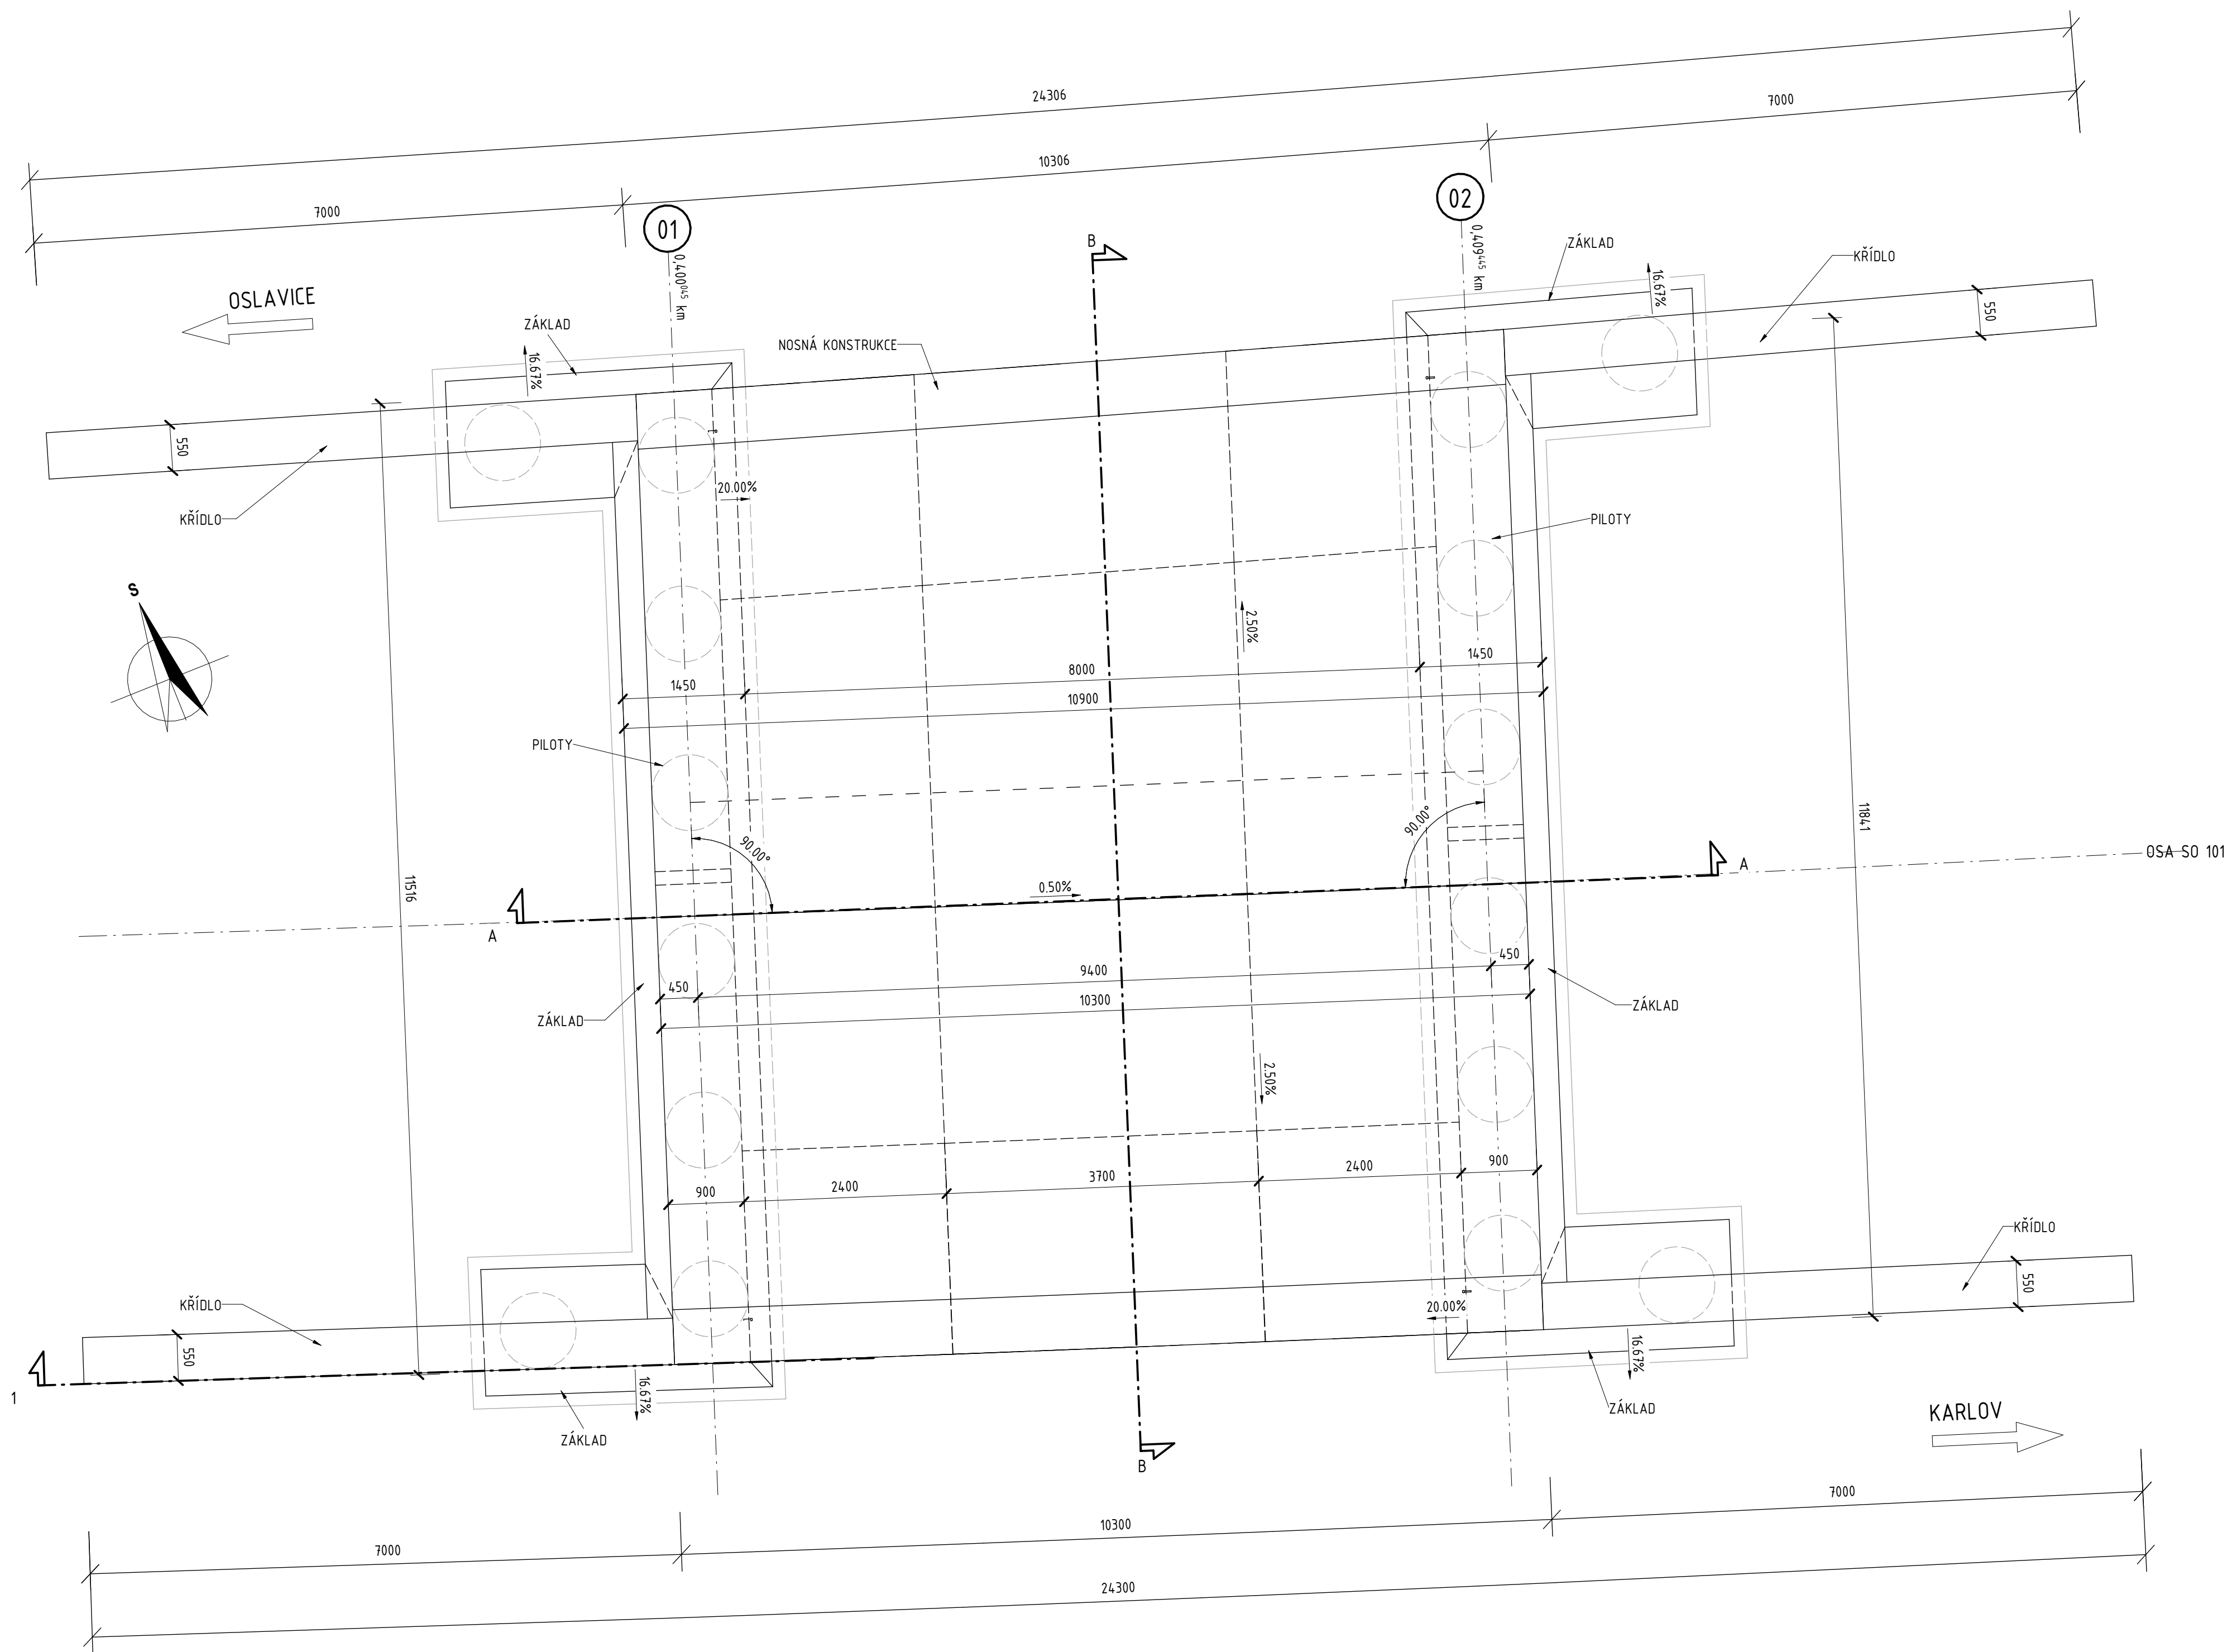 24306
7000
10306
7000
01
02
B
0,400⁰⁴⁵ km
0,409⁴⁴⁵ km
ZÁKLAD
KŘÍDLO
16.67%
OSLAVICE
ZÁKLAD
16.67%
NOSNÁ KONSTRUKCE
550
550
20.00%
KŘÍDLO
PILOTY
S
2.50%
1450
8000
1450
10900
PILOTY
90.00°
90.00°
11841
11516
0.50%
A
OSA SO 101
A
450
9400
450
10300
ZÁKLAD
ZÁKLAD
2.50%
900
2400
3700
2400
900
KŘÍDLO
KŘÍDLO
550
550
20.00%
16.67%
16.67%
1
ZÁKLAD
ZÁKLAD
KARLOV
B
7000
10300
7000
24300